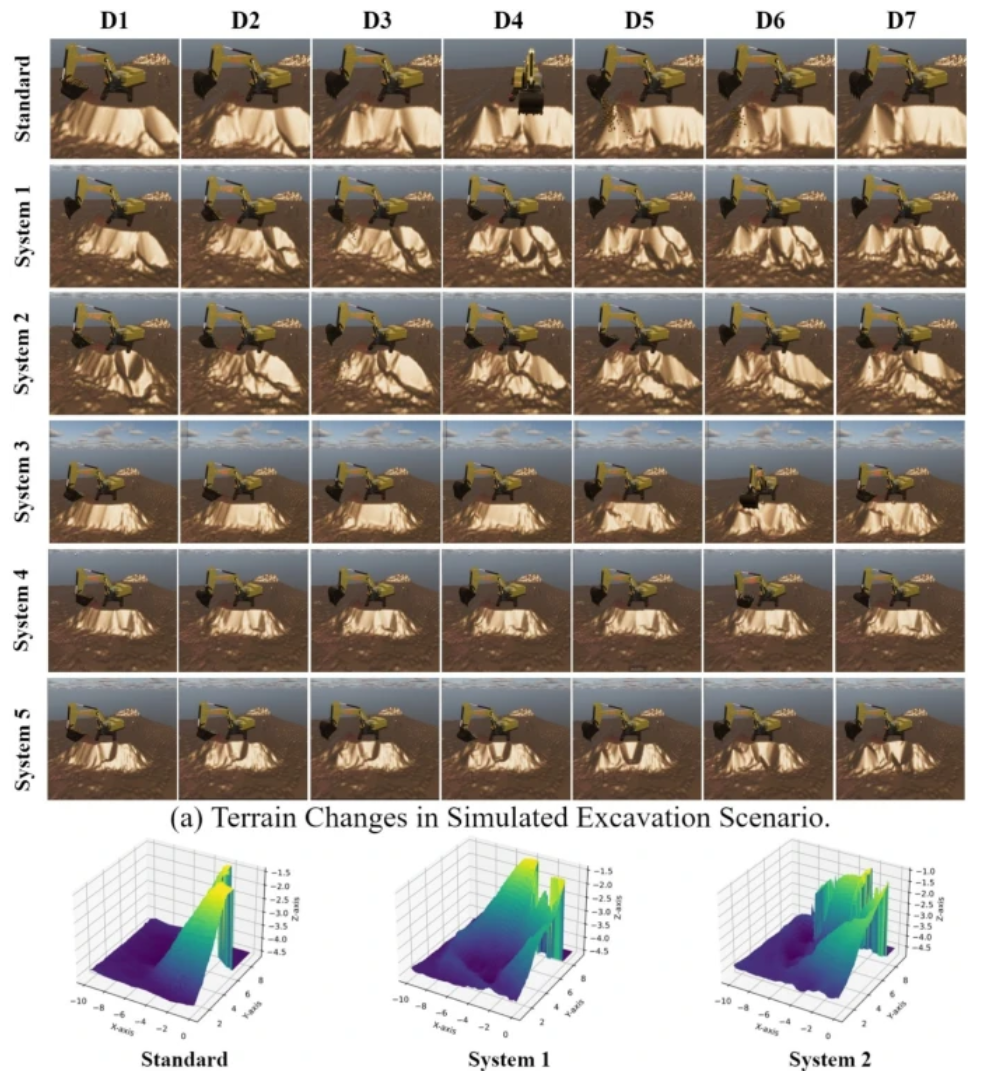 D1 D2 D3 D4 D5 D6 D7
Standard
System 1
System 2
System 3
System 4
System 5
(a) Terrain Changes in Simulated Excavation Scenario.
−1.5
−2.0
−2.5
−3.0
−3.5
−4.0
−4.5
Z-axis
−10 −8 −6 −4 −2 0
X-axis
2 4 6 8
Y-axis
Standard
−1.5
−2.0
−2.5
−3.0
−3.5
−4.0
−4.5
Z-axis
−10 −8 −6 −4 −2 0
X-axis
2 4 6 8
Y-axis
System 1
−1.0
−1.5
−2.0
−2.5
−3.0
−3.5
−4.0
−4.5
Z-axis
−10 −8 −6 −4 −2 0
X-axis
2 4 6 8
Y-axis
System 2